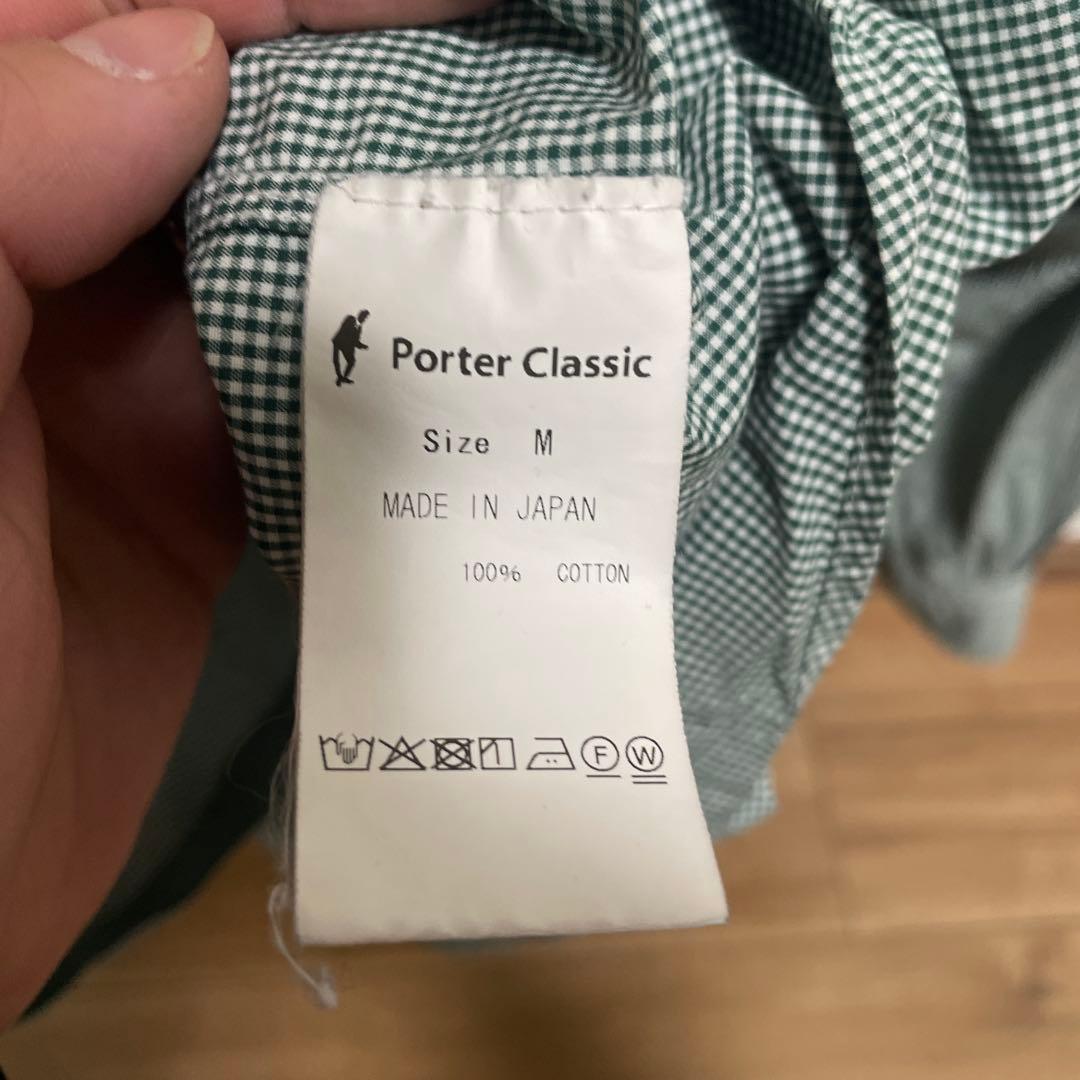 Porter Classic
Size M
MADE IN JAPAN
100% COTTON
F W